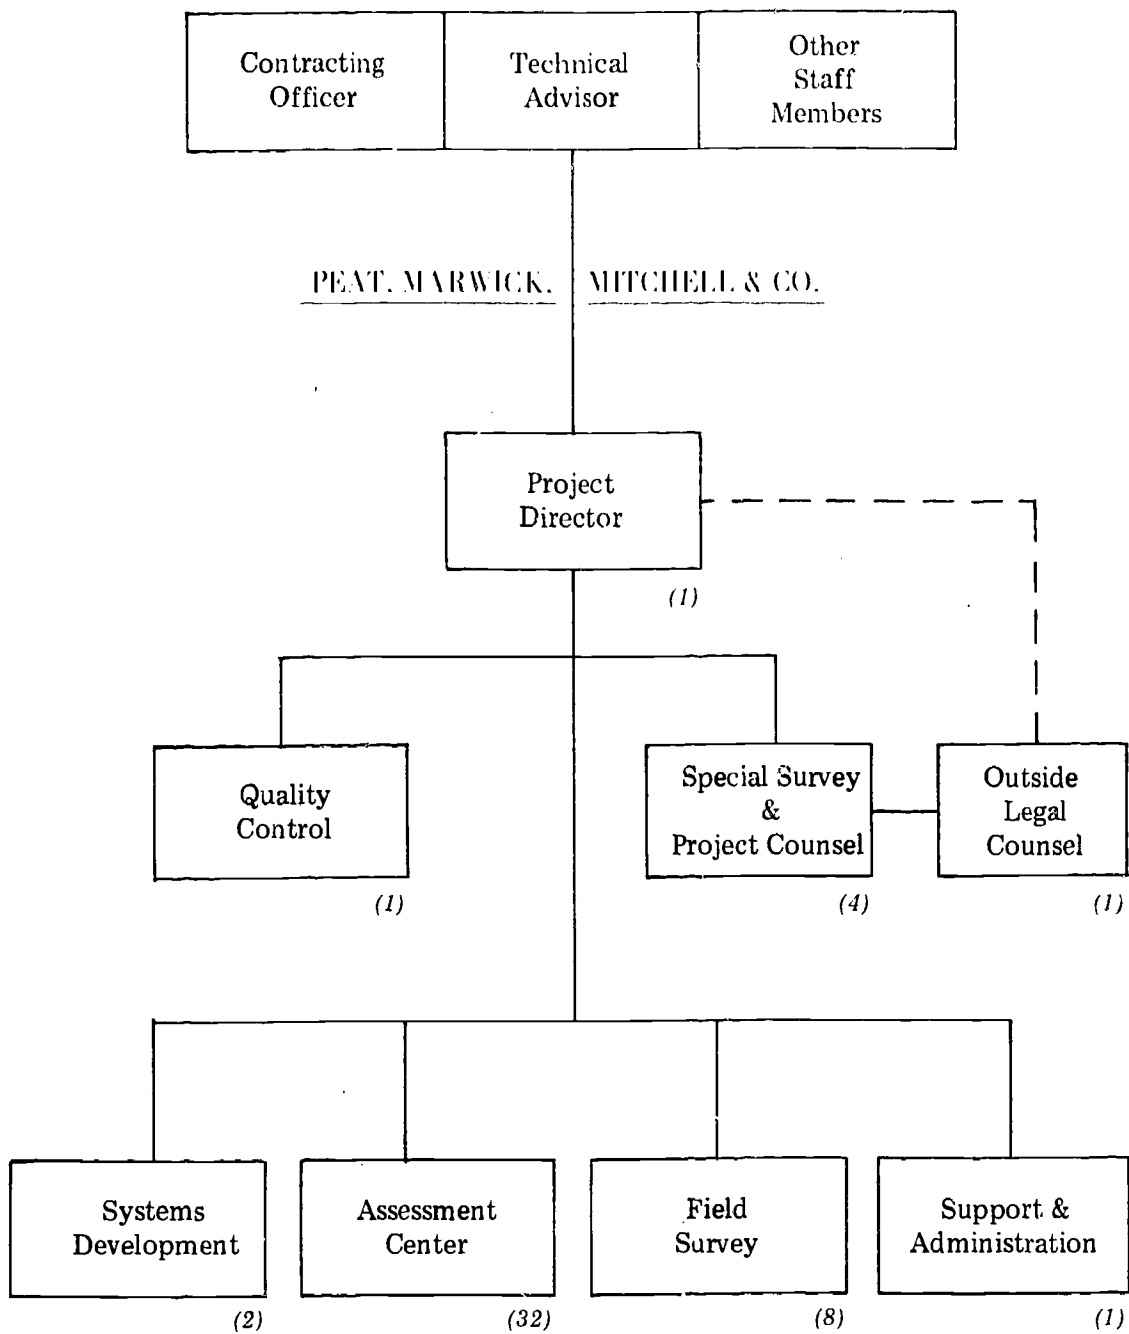 Contracting
Officer
Technical
Advisor
Other
Staff
Members
PEAT, MARWICK, MITCHELL & CO.
Project
Director
(1)
Quality
Control
(1)
Special Survey
&
Project Counsel
(4)
Outside
Legal
Counsel
(1)
Systems
Development
(2)
Assessment
Center
(32)
Field
Survey
(8)
Support &
Administration
(1)